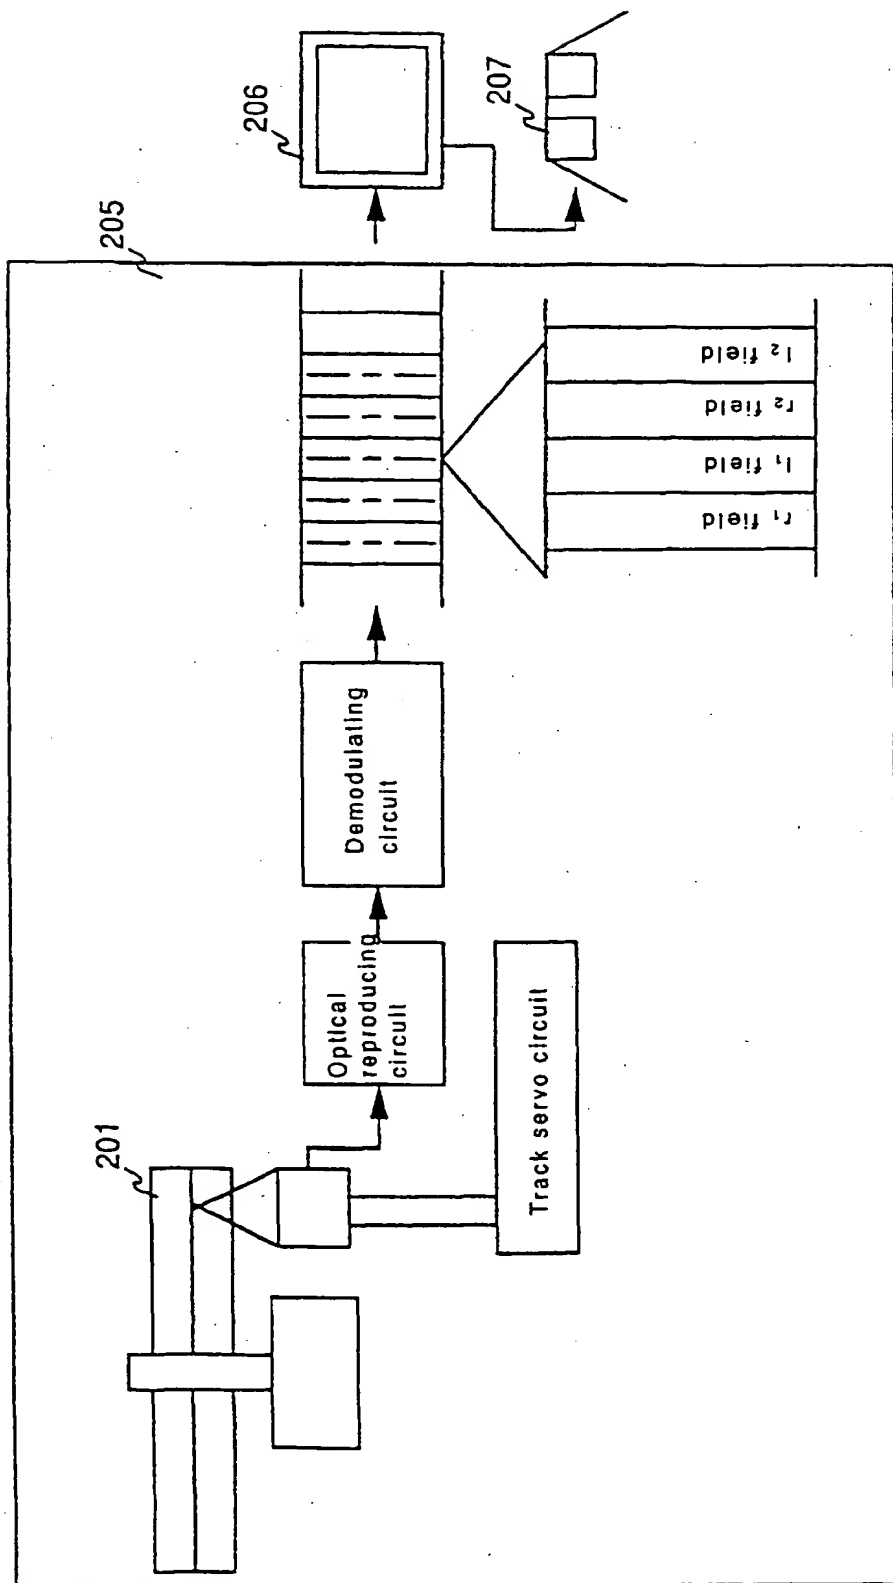 201
205
206
207
Optical
reproducing
circuit
Demodulating
circuit
Track servo circuit
r₁ field
l₁ field
r₂ field
l₂ field